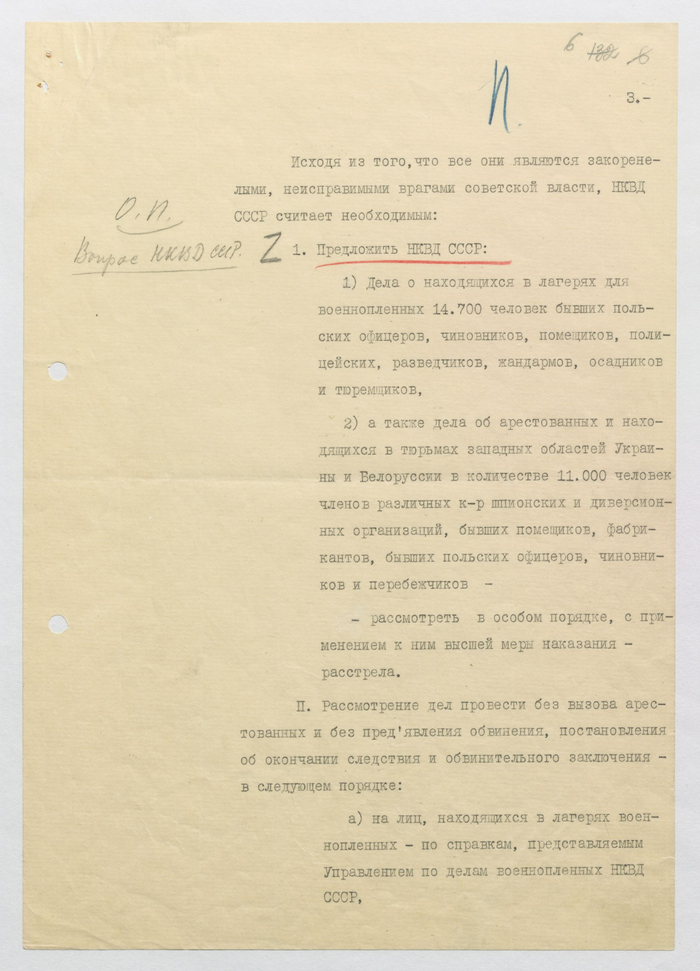 6 8
П.
3.-
Исходя из того,что все они являются закорене-
лыми, неисправимыми врагами советской власти, НКВД
СССР считает необходимым:
О.П.
Вопрос НКВД СССР.
1. Предложить НКВД СССР:
1) Дела о находящихся в лагерях для
военнопленных 14.700 человек бывших поль-
ских офицеров, чиновников, помещиков, поли-
цейских, разведчиков, жандармов, осадников
и тюремщиков,
2) а также дела об арестованных и нахо-
дящихся в тюрьмах западных областей Украи-
ны и Белоруссии в количестве 11.000 человек
членов различных к-р шпионских и диверсион-
ных организаций, бывших помещиков, фабри-
кантов, бывших польских офицеров, чиновни-
ков и перебежчиков -
- рассмотреть в особом порядке, с при-
менением к ним высшей меры наказания -
расстрела.
П. Рассмотрение дел провести без вызова арес-
тованных и без пред'явления обвинения, постановления
об окончании следствия и обвинительного заключения -
в следующем порядке:
а) на лиц, находящихся в лагерях воен-
нопленных - по справкам, представляемым
Управлением по делам военнопленных НКВД
СССР,